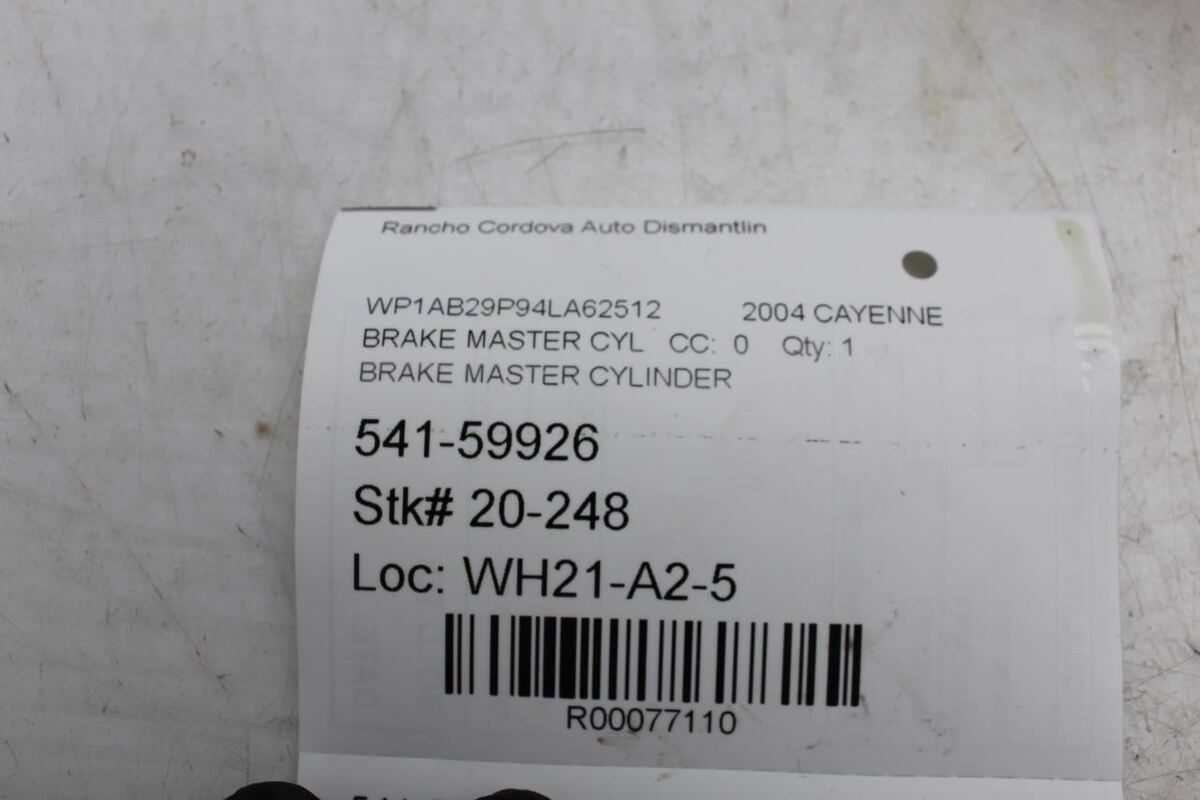 Rancho Cordova Auto Dismantlin
WP1AB29P94LA62512 2004 CAYENNE
BRAKE MASTER CYL CC: 0 Qty: 1
BRAKE MASTER CYLINDER
541-59926
Stk# 20-248
Loc: WH21-A2-5
R00077110